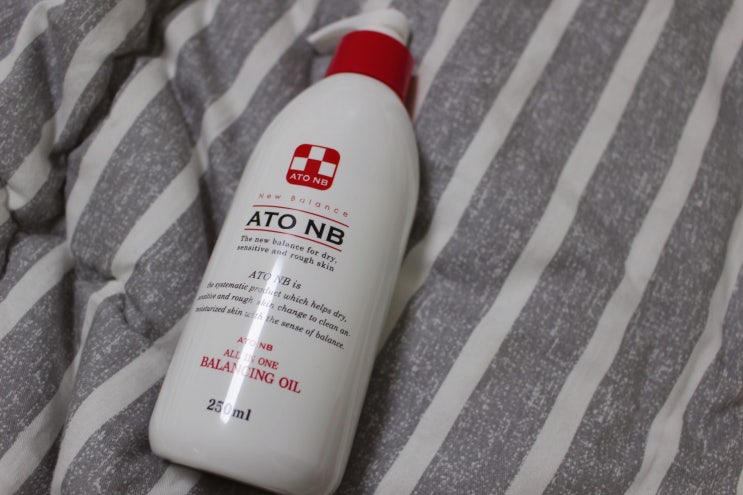 ATO NB
New Balance
ATO NB
The new balance for dry,
sensitive and rough skin
ATO NB is
the systematic product which helps dry,
sensitive and rough skin change to clean an
moisturized skin with the sense of balance.
ATO NB
ALL IN ONE
BALANCING OIL
250ml